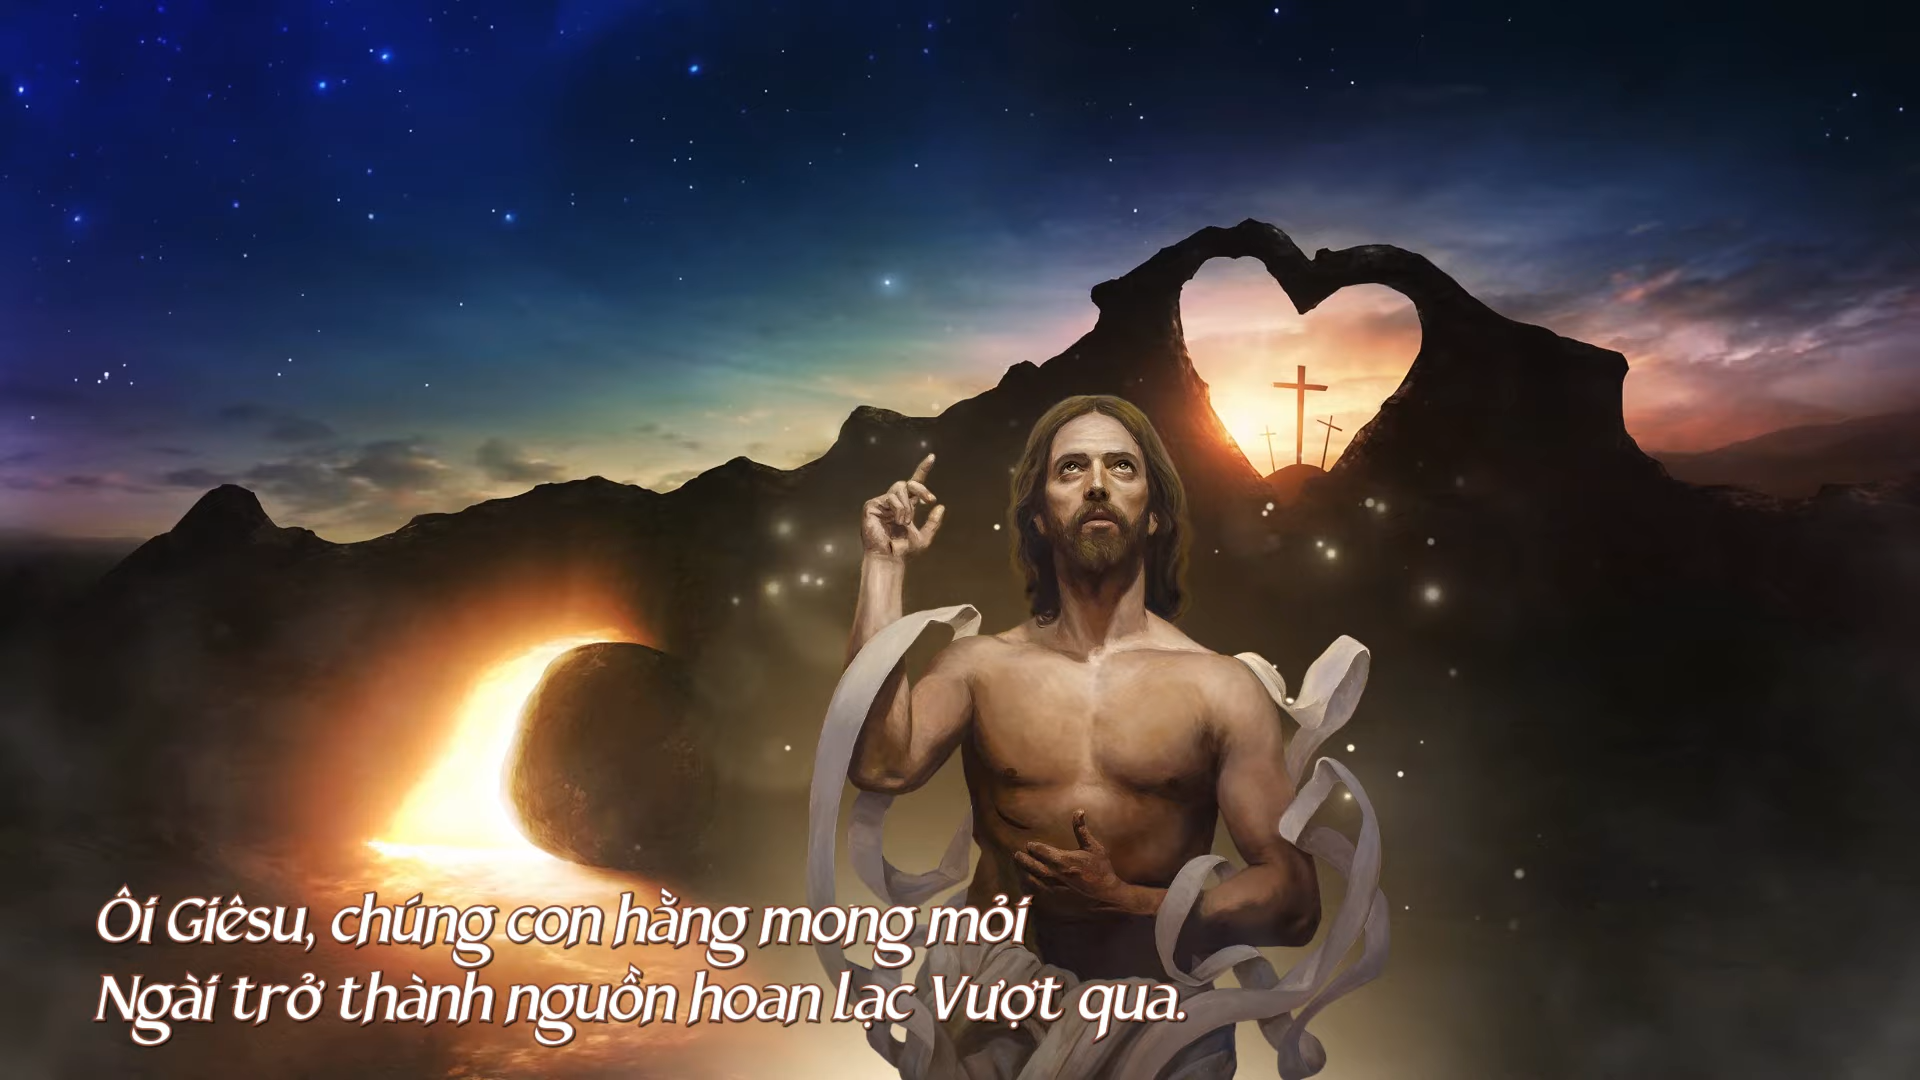 Ôi Giêsu, chúng con hằng mong mỏi
Ngài trở thành nguồn hoan lạc Vượt qua.